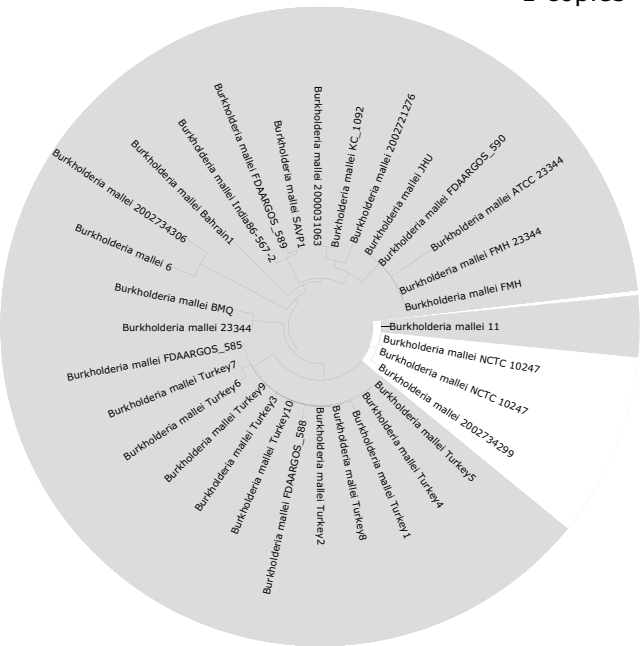 copies
Burkholderia mallei 2000031063
Burkholderia mallei KC_1092
Burkholderia mallei 2002721276
Burkholderia mallei JHU
Burkholderia mallei FDAARGOS_590
Burkholderia mallei ATCC 23344
Burkholderia mallei FMH 23344
Burkholderia mallei FMH
Burkholderia mallei 11
Burkholderia mallei NCTC 10247
Burkholderia mallei NCTC 10247
Burkholderia mallei 2002734299
Burkholderia mallei Turkey5
Burkholderia mallei Turkey4
Burkholderia mallei Turkey1
Burkholderia mallei Turkey8
Burkholderia mallei Turkey2
Burkholderia mallei FDAARGOS_588
Burkholderia mallei Turkey10
Burkholderia mallei Turkey3
Burkholderia mallei Turkey9
Burkholderia mallei Turkey6
Burkholderia mallei Turkey7
Burkholderia mallei FDAARGOS_585
Burkholderia mallei 23344
Burkholderia mallei BMQ
Burkholderia mallei 6
Burkholderia mallei 2002734306
Burkholderia mallei Bahrain1
Burkholderia mallei India86-567-2
Burkholderia mallei FDAARGOS_589
Burkholderia mallei SAVP1